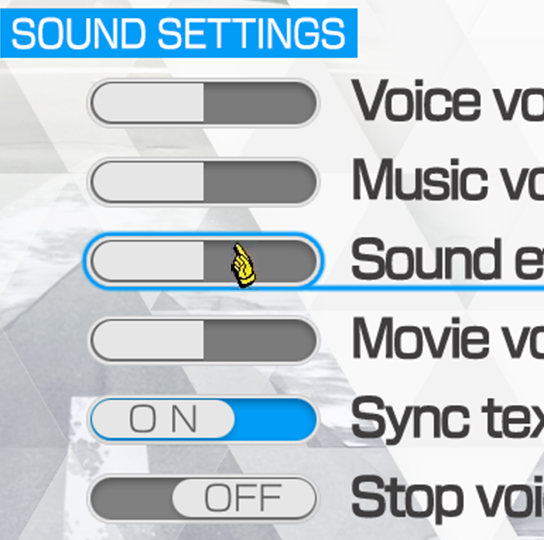 SOUND SETTINGS
Voice vo
Music vo
Sound e
Movie vo
ON Sync tex
OFF Stop voi